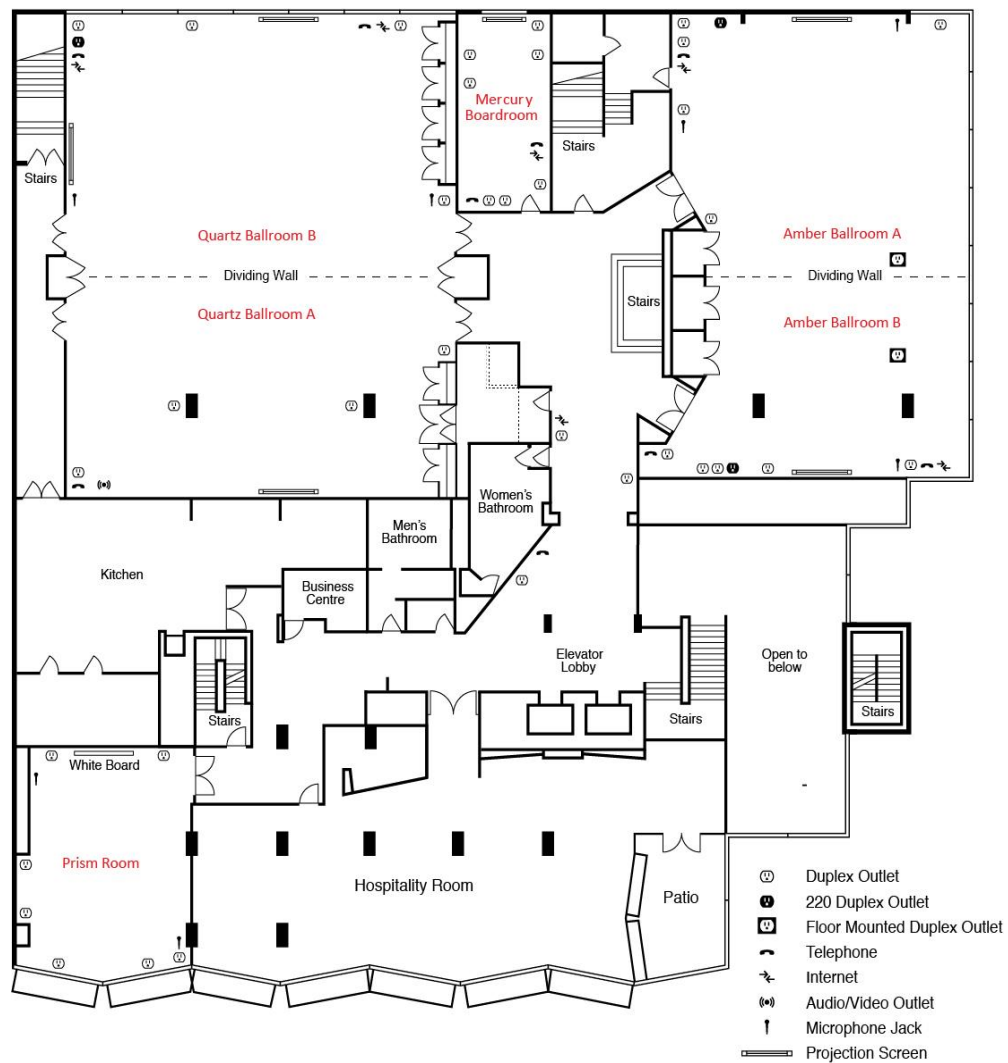 Mercury
Boardroom
Stairs
Stairs
Quartz Ballroom B
Amber Ballroom A
Dividing Wall
Dividing Wall
Stairs
Quartz Ballroom A
Amber Ballroom B
Women's
Bathroom
Men's
Bathroom
Kitchen
Business
Centre
Elevator
Lobby
Open to
below
Stairs
Stairs
Stairs
White Board
Prism Room
Hospitality Room
Patio
Duplex Outlet
220 Duplex Outlet
Floor Mounted Duplex Outlet
Telephone
Internet
Audio/Video Outlet
Microphone Jack
Projection Screen